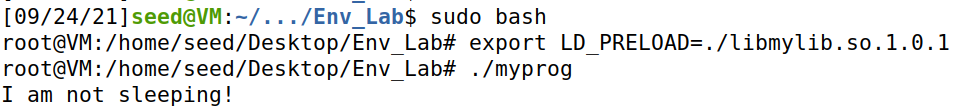 [09/24/21]seed@VM:~/.../Env_Lab$ sudo bash
root@VM:/home/seed/Desktop/Env_Lab# export LD_PRELOAD=./libmylib.so.1.0.1
root@VM:/home/seed/Desktop/Env_Lab# ./myprog
I am not sleeping!